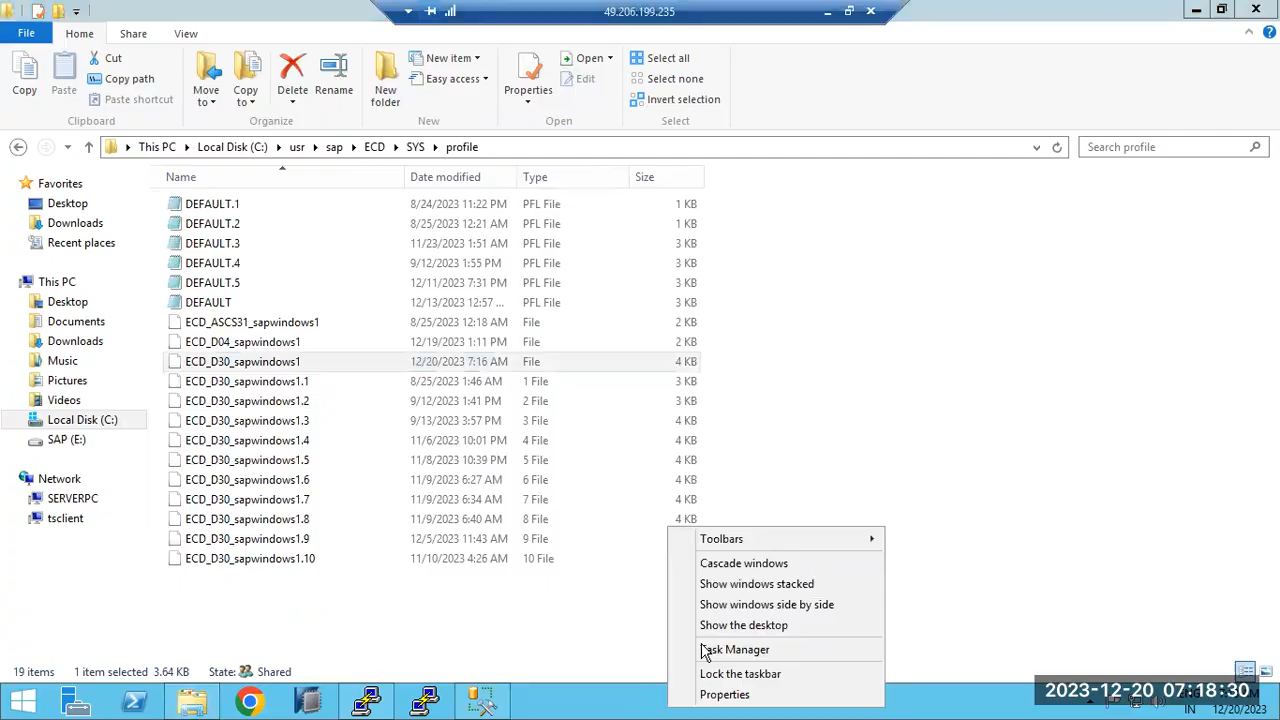 49.206.199.235
File Home Share View
Copy Paste Cut Copy path Paste shortcut Move to Copy to Delete Rename New folder New item Easy access Properties Open Edit Select all Select none Invert selection
Clipboard Organize New Open Select
This PC Local Disk (C:) usr sap ECD SYS profile Search profile
Name Date modified Type Size
Favorites
Desktop
Downloads
Recent places
This PC
Desktop
Documents
Downloads
Music
Pictures
Videos
Local Disk (C:)
SAP (E:)
Network
SERVERPC
tsclient
DEFAULT.1 8/24/2023 11:22 PM PFL File 1 KB
DEFAULT.2 8/25/2023 12:21 AM PFL File 1 KB
DEFAULT.3 11/23/2023 1:51 AM PFL File 3 KB
DEFAULT.4 9/12/2023 1:55 PM PFL File 3 KB
DEFAULT.5 12/11/2023 7:31 PM PFL File 3 KB
DEFAULT 12/13/2023 12:57 ... PFL File 3 KB
ECD_ASCS31_sapwindows1 8/25/2023 12:18 AM File 2 KB
ECD_D04_sapwindows1 12/19/2023 1:11 PM File 2 KB
ECD_D30_sapwindows1 12/20/2023 7:16 AM File 4 KB
ECD_D30_sapwindows1.1 8/25/2023 1:46 AM 1 File 3 KB
ECD_D30_sapwindows1.2 9/12/2023 1:41 PM 2 File 3 KB
ECD_D30_sapwindows1.3 9/13/2023 3:57 PM 3 File 4 KB
ECD_D30_sapwindows1.4 11/6/2023 10:01 PM 4 File 4 KB
ECD_D30_sapwindows1.5 11/8/2023 10:39 PM 5 File 4 KB
ECD_D30_sapwindows1.6 11/9/2023 6:27 AM 6 File 4 KB
ECD_D30_sapwindows1.7 11/9/2023 6:34 AM 7 File 4 KB
ECD_D30_sapwindows1.8 11/9/2023 6:40 AM 8 File 4 KB
ECD_D30_sapwindows1.9 12/5/2023 11:43 AM 9 File
ECD_D30_sapwindows1.10 11/10/2023 4:26 AM 10 File
Toolbars
Cascade windows
Show windows stacked
Show windows side by side
Show the desktop
Task Manager
Lock the taskbar
Properties
19 items 1 item selected 3.64 KB State: Shared
2023-12-20 07:18:30
IN 12/20/2023